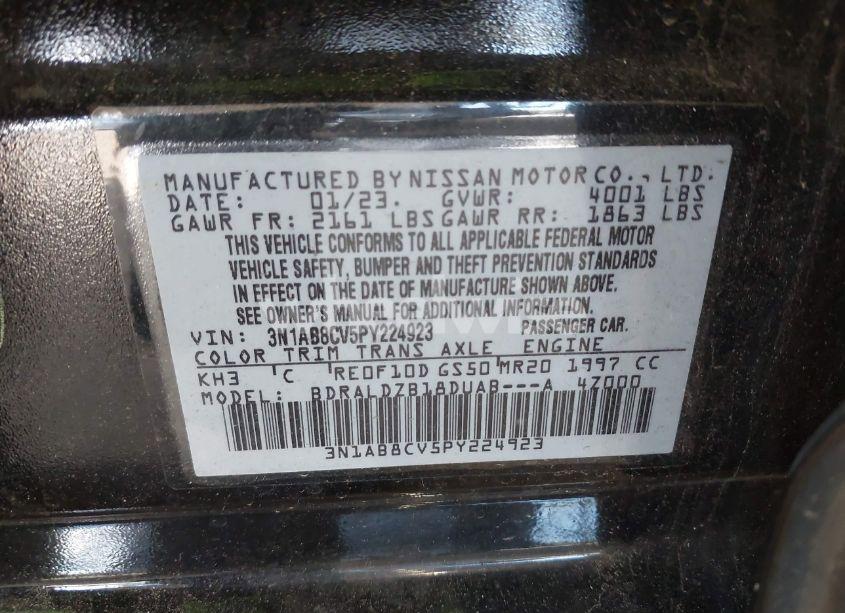 MANUFACTURED BY NISSAN MOTOR CO., LTD.
DATE: 01/23. GVWR: 4001 LBS
GAWR FR: 2161 LBS GAWR RR: 1863 LBS
THIS VEHICLE CONFORMS TO ALL APPLICABLE FEDERAL MOTOR
VEHICLE SAFETY, BUMPER AND THEFT PREVENTION STANDARDS
IN EFFECT ON THE DATE OF MANUFACTURE SHOWN ABOVE.
SEE OWNER'S MANUAL FOR ADDITIONAL INFORMATION.
VIN: 3N1AB8CV5PY224923 PASSENGER CAR.
COLOR TRIM TRANS AXLE ENGINE
KH3 C RE0F10D GS50 MR20 1997 CC
MODEL: BDRALDZB18DUAB---A 4Z000
3N1AB8CV5PY224923